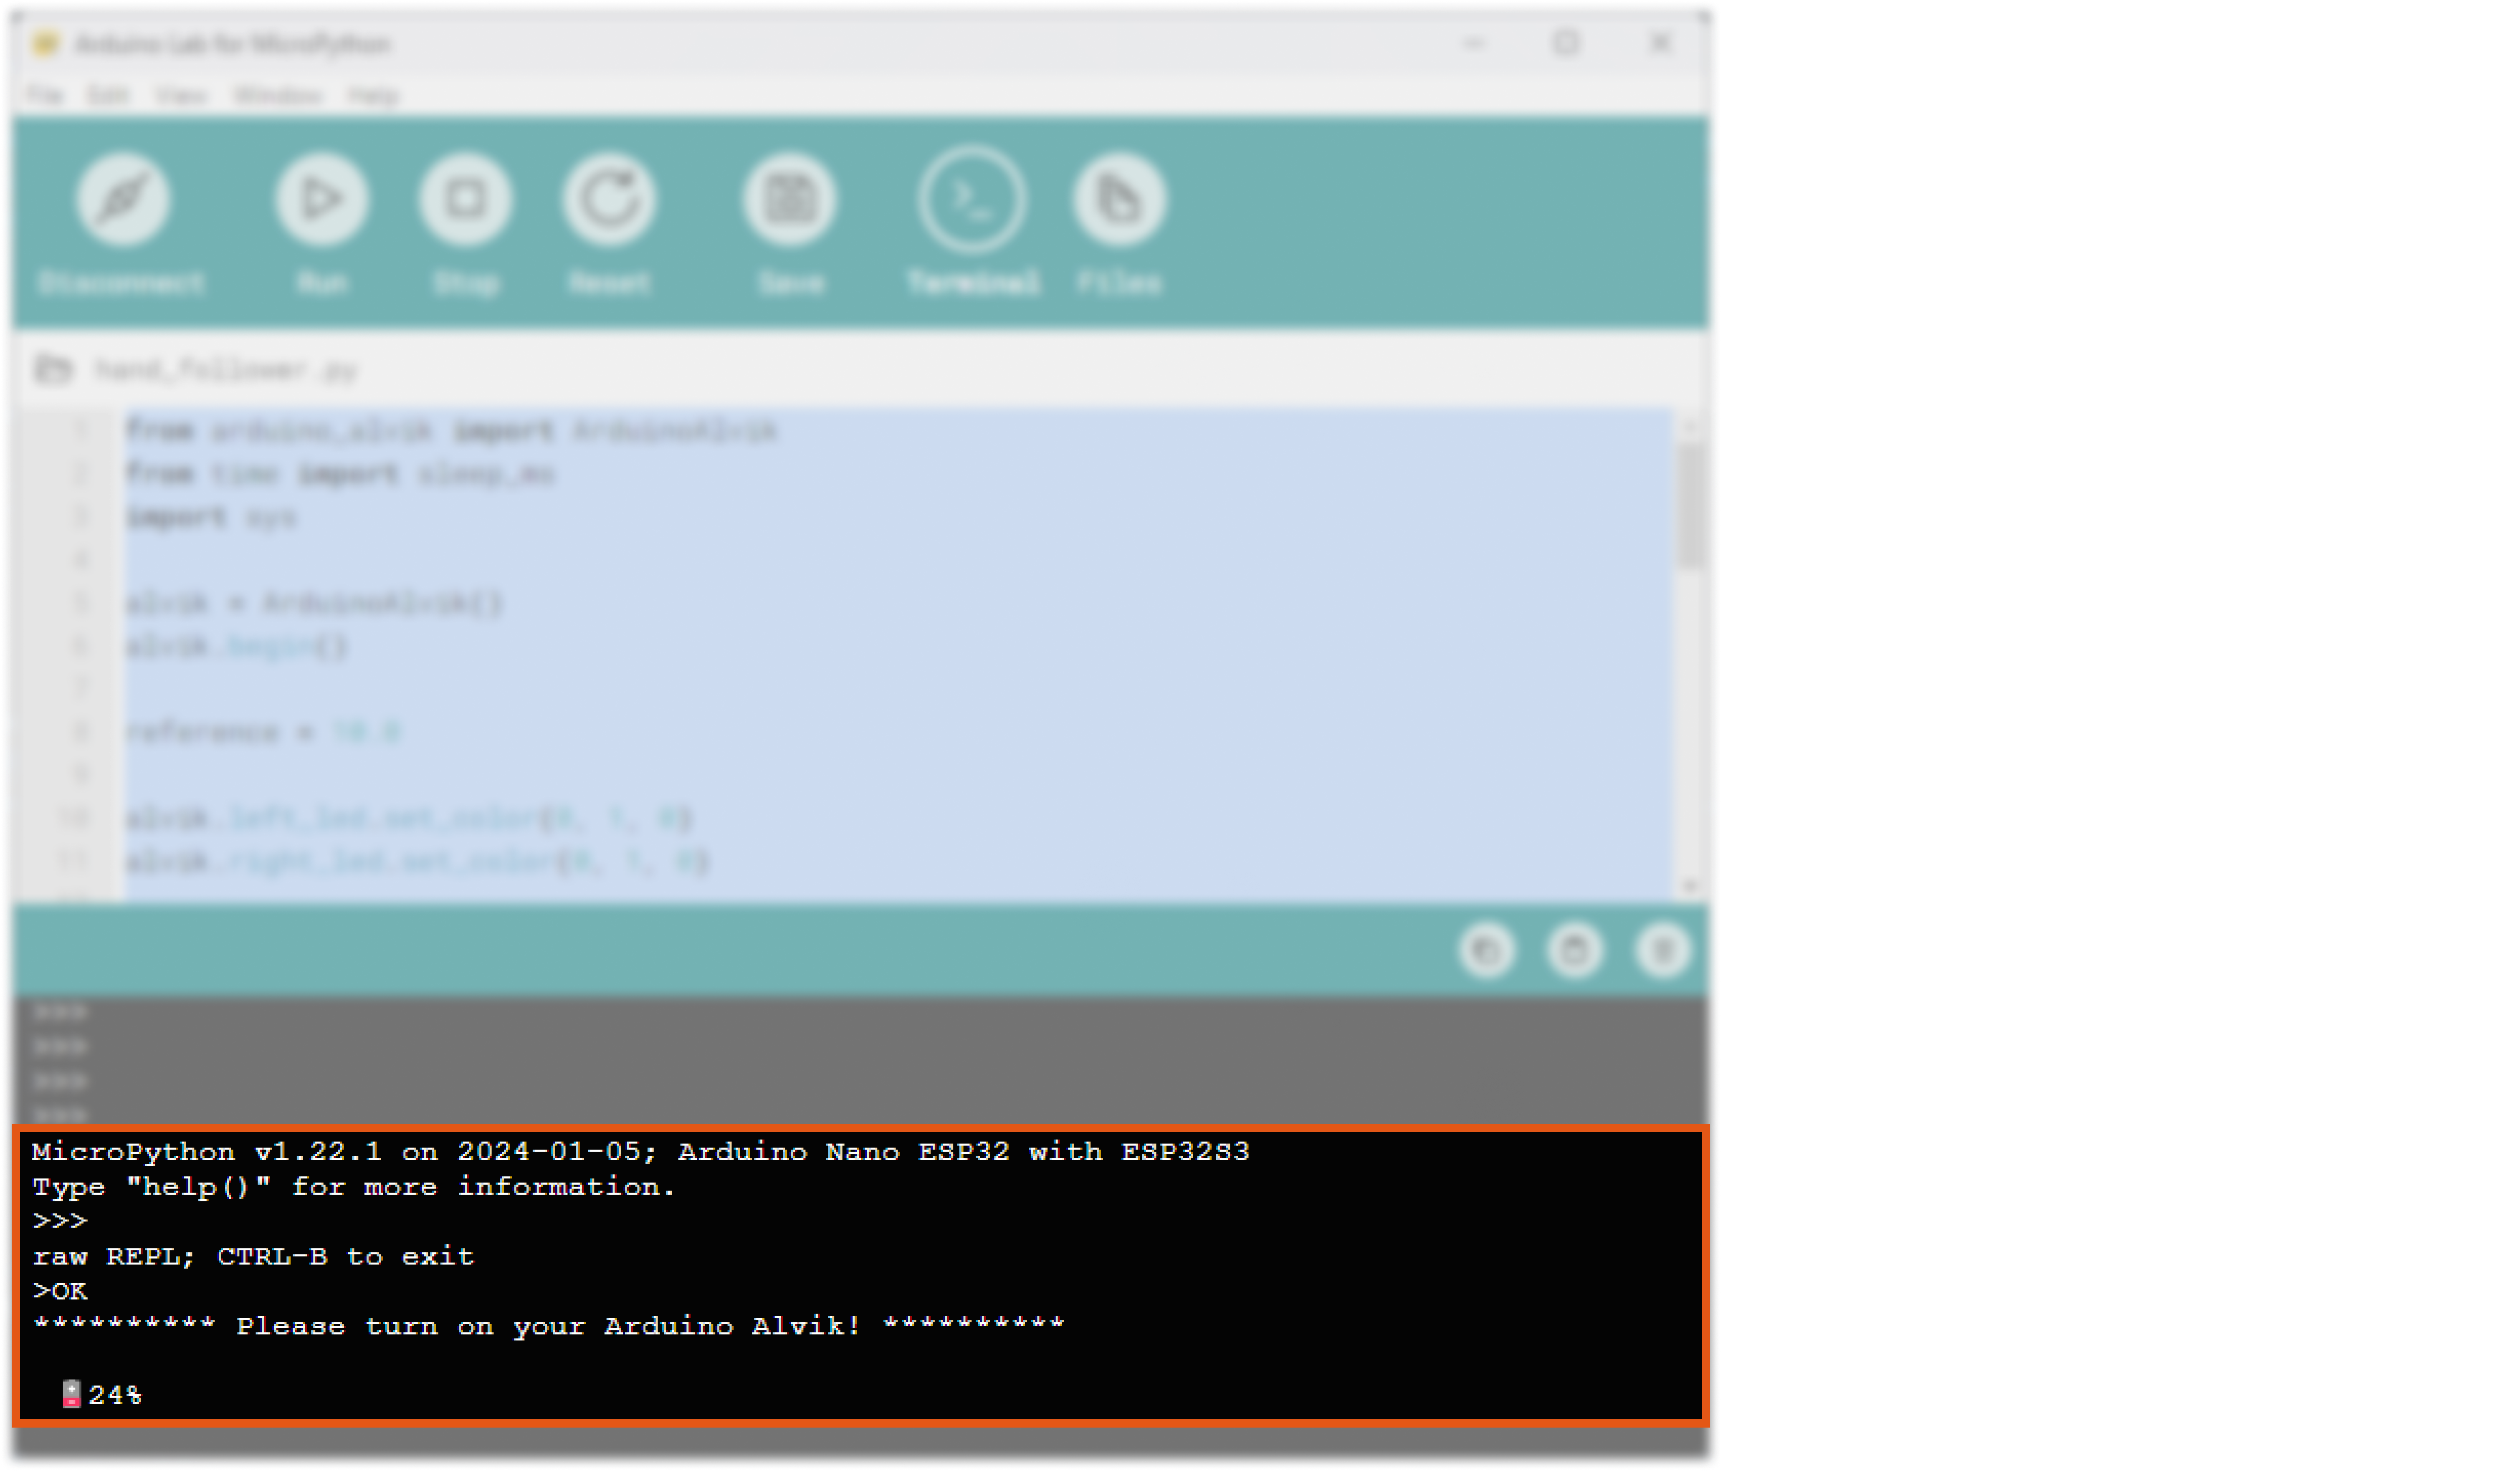 Arduino Lab for MicroPython
File Edit View Window Help
Disconnect Run Stop Reset Save Terminal Files
hand_follower.py
1 from arduino_alvik import ArduinoAlvik
2 from time import sleep_ms
3 import sys
4
5 alvik = ArduinoAlvik()
6 alvik.begin()
7
8 reference = 10.0
9
10 alvik.left_led.set_color(0, 1, 0)
11 alvik.right_led.set_color(0, 1, 0)
>>>
>>>
>>>
>>>
MicroPython v1.22.1 on 2024-01-05; Arduino Nano ESP32 with ESP32S3
Type "help()" for more information.
>>>
raw REPL; CTRL-B to exit
>OK
********** Please turn on your Arduino Alvik! **********
24%